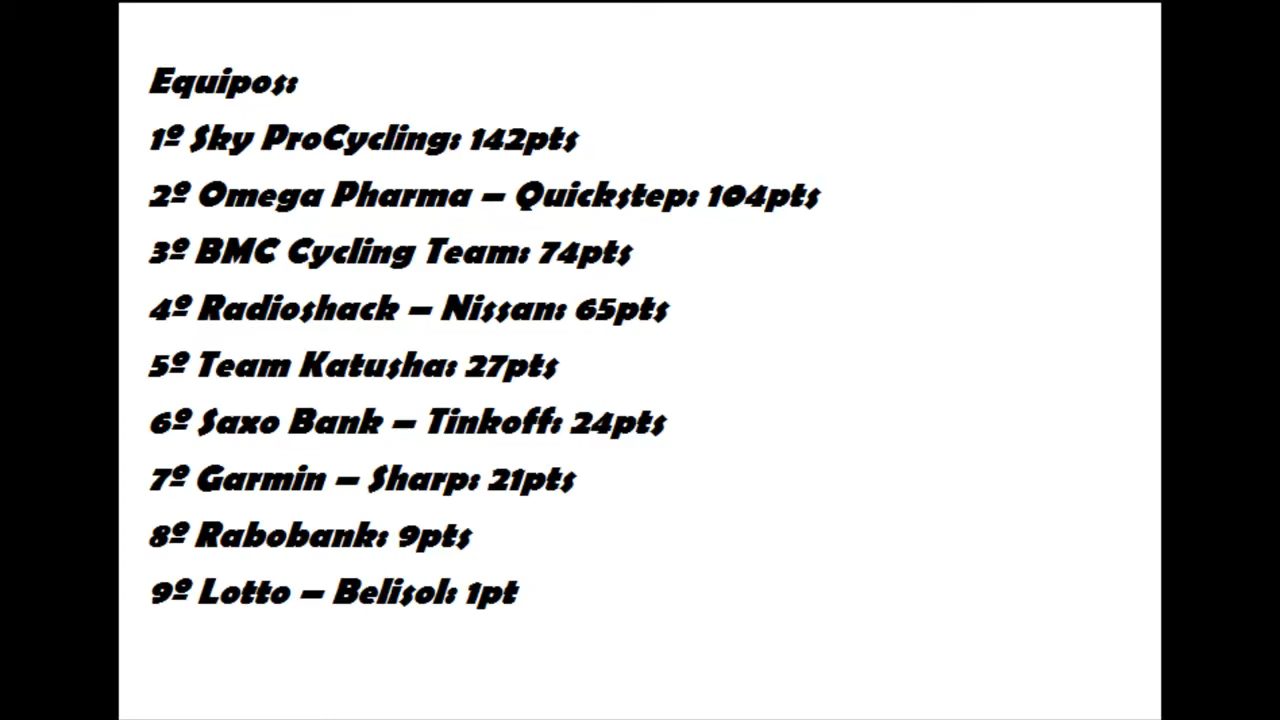 Equipos:
1º Sky ProCycling: 142pts
2º Omega Pharma – Quickstep: 104pts
3º BMC Cycling Team: 74pts
4º Radioshack – Nissan: 65pts
5º Team Katusha: 27pts
6º Saxo Bank – Tinkoff: 24pts
7º Garmin – Sharp: 21pts
8º Rabobank: 9pts
9º Lotto – Belisol: 1pt